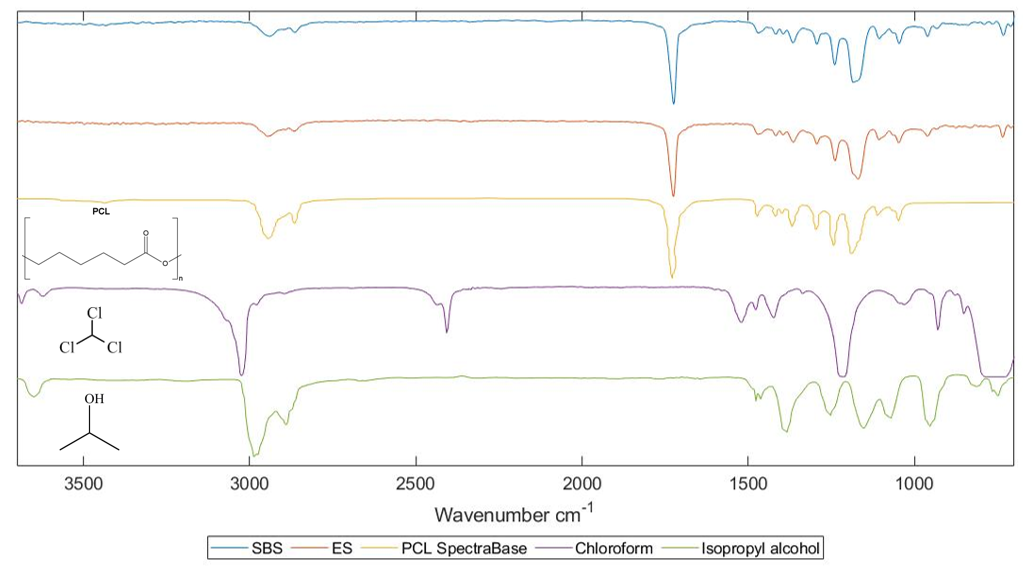 PCL
O
O
n
Cl
Cl
Cl
OH
3500 3000 2500 2000 1500 1000
Wavenumber cm-1
SBS ES PCL SpectraBase Chloroform Isopropyl alcohol